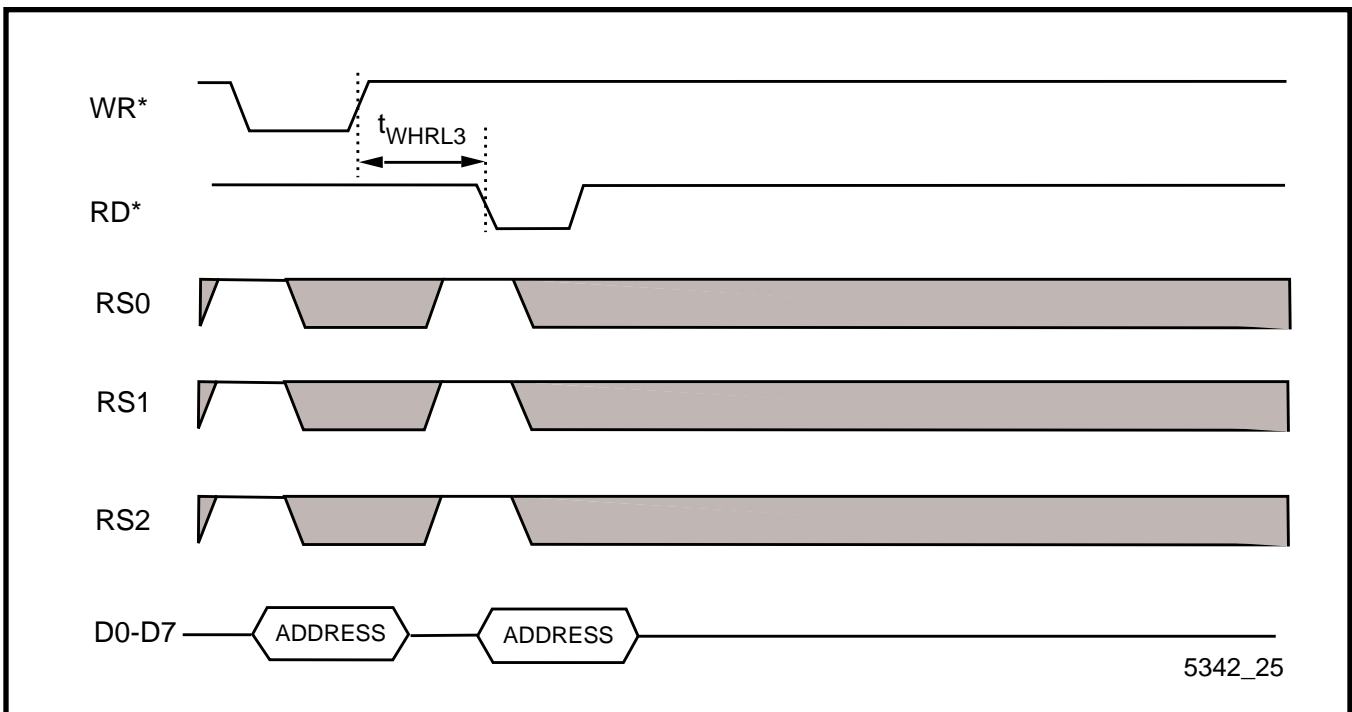 WR*
tWHRL3
RD*
RS0
RS1
RS2
D0-D7 ADDRESS ADDRESS
5342_25